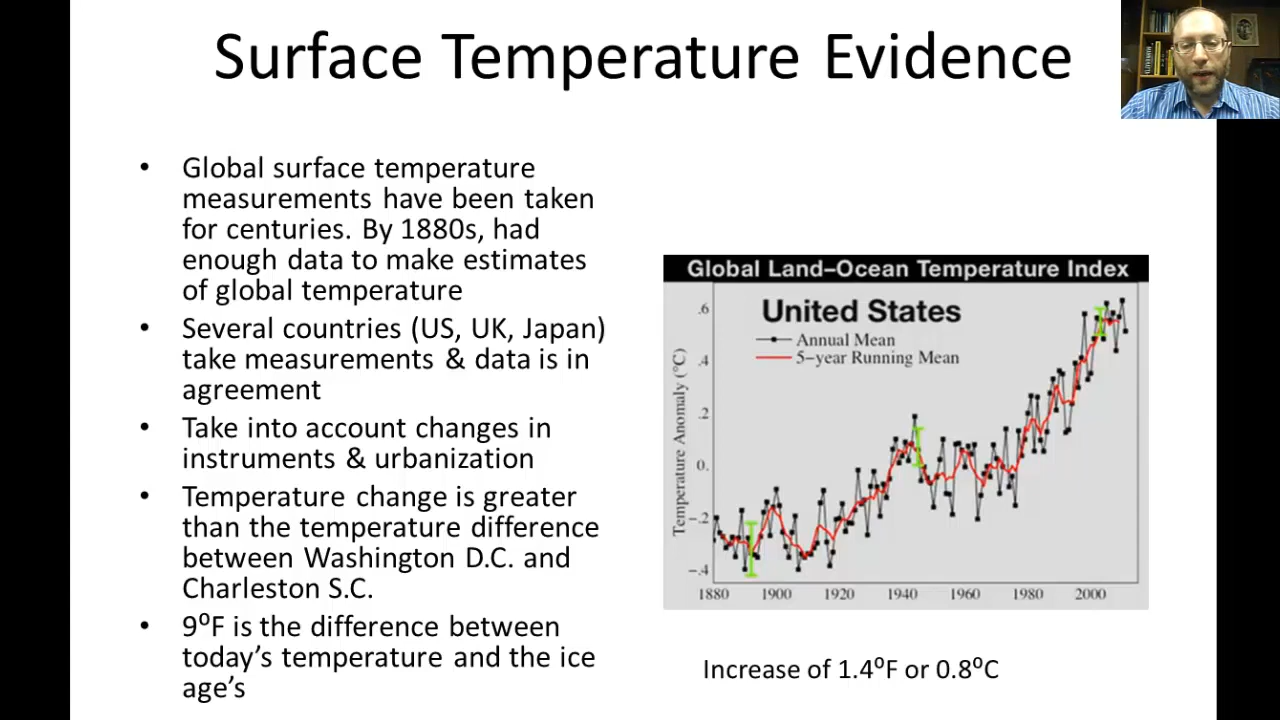 Surface Temperature Evidence
• Global surface temperature
measurements have been taken
for centuries. By 1880s, had
enough data to make estimates
of global temperature
• Several countries (US, UK, Japan)
take measurements & data is in
agreement
• Take into account changes in
instruments & urbanization
• Temperature change is greater
than the temperature difference
between Washington D.C. and
Charleston S.C.
• 9⁰F is the difference between
today’s temperature and the ice
age’s
Global Land–Ocean Temperature Index
United States
Annual Mean
5–year Running Mean
Temperature Anomaly (°C)
.6
.4
.2
0.
–.2
–.4
1880 1900 1920 1940 1960 1980 2000
Increase of 1.4⁰F or 0.8⁰C